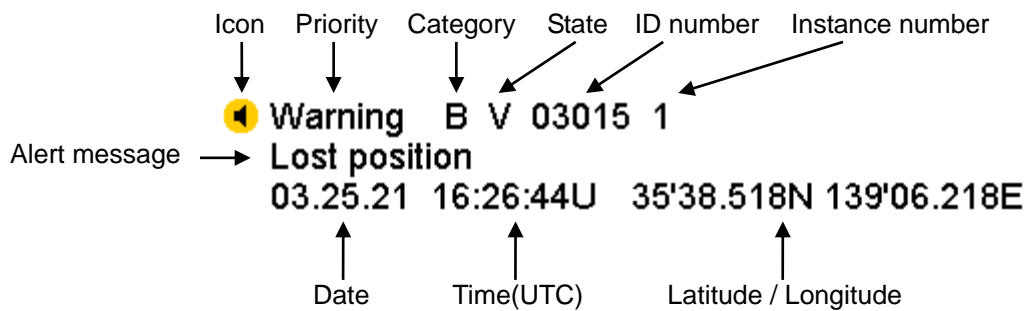 Icon Priority Category State ID number Instance number
Warning B V 03015 1
Alert message Lost position
03.25.21 16:26:44U 35'38.518N 139'06.218E
Date Time(UTC) Latitude / Longitude